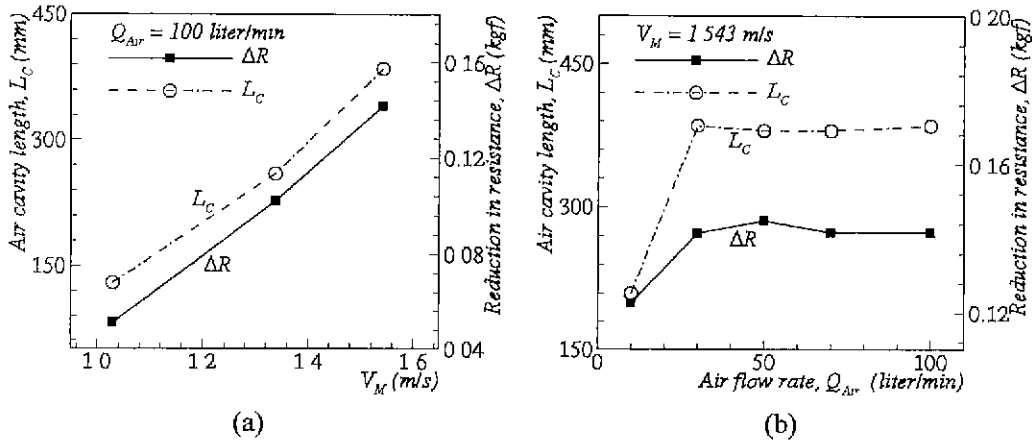 Q_Air = 100 liter/min
ΔR
L_C
L_C
ΔR
450
300
150
Air cavity length, L_C (mm)
0 16
0 12
0 08
0 04
Reduction in resistance, ΔR (kgf)
1 0 1 2 1 4 1 6
V_M (m/s)
(a)
V_M = 1 543 m/s
ΔR
L_C
L_C
ΔR
450
300
150
Air cavity length, L_C (mm)
0 20
0 16
0 12
Reduction in resistance, ΔR (kgf)
0 50 100
Air flow rate, Q_Air (liter/min)
(b)